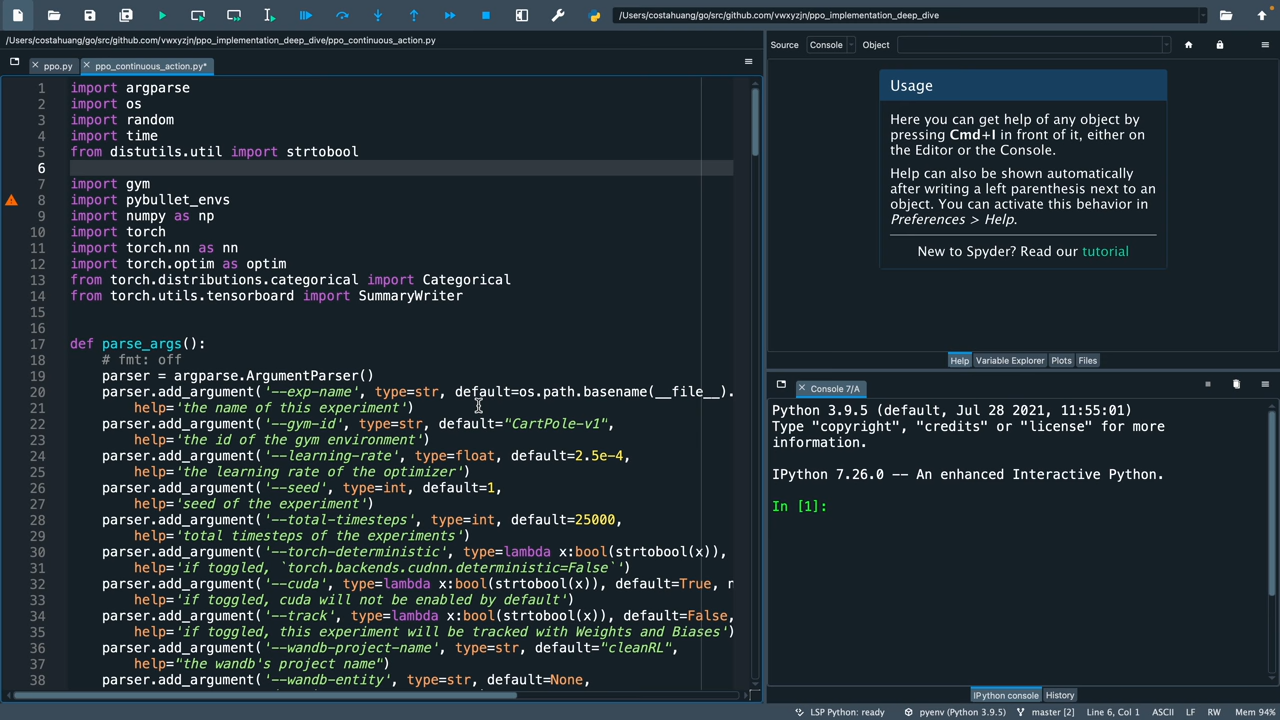 /Users/costahuang/go/src/github.com/vwxyzjn/ppo_implementation_deep_dive
/Users/costahuang/go/src/github.com/vwxyzjn/ppo_implementation_deep_dive/ppo_continuous_action.py
ppo.py
ppo_continuous_action.py*
1 import argparse
2 import os
3 import random
4 import time
5 from distutils.util import strtobool
6
7 import gym
8 import pybullet_envs
9 import numpy as np
10 import torch
11 import torch.nn as nn
12 import torch.optim as optim
13 from torch.distributions.categorical import Categorical
14 from torch.utils.tensorboard import SummaryWriter
15
16
17 def parse_args():
18 # fmt: off
19 parser = argparse.ArgumentParser()
20 parser.add_argument('--exp-name', type=str, default=os.path.basename(__file__).
21 help='the name of this experiment')
22 parser.add_argument('--gym-id', type=str, default="CartPole-v1",
23 help='the id of the gym environment')
24 parser.add_argument('--learning-rate', type=float, default=2.5e-4,
25 help='the learning rate of the optimizer')
26 parser.add_argument('--seed', type=int, default=1,
27 help='seed of the experiment')
28 parser.add_argument('--total-timesteps', type=int, default=25000,
29 help='total timesteps of the experiments')
30 parser.add_argument('--torch-deterministic', type=lambda x:bool(strtobool(x)),
31 help='if toggled, `torch.backends.cudnn.deterministic=False`')
32 parser.add_argument('--cuda', type=lambda x:bool(strtobool(x)), default=True, n
33 help='if toggled, cuda will not be enabled by default')
34 parser.add_argument('--track', type=lambda x:bool(strtobool(x)), default=False,
35 help='if toggled, this experiment will be tracked with Weights and Biases')
36 parser.add_argument('--wandb-project-name', type=str, default="cleanRL",
37 help="the wandb's project name")
38 parser.add_argument('--wandb-entity', type=str, default=None,
Source Console Object
Usage
Here you can get help of any object by
pressing Cmd+I in front of it, either on
the Editor or the Console.
Help can also be shown automatically
after writing a left parenthesis next to an
object. You can activate this behavior in
Preferences > Help.
New to Spyder? Read our tutorial
Help Variable Explorer Plots Files
Console 7/A
Python 3.9.5 (default, Jul 28 2021, 11:55:01)
Type "copyright", "credits" or "license" for more
information.
IPython 7.26.0 -- An enhanced Interactive Python.
In [1]:
IPython console History
LSP Python: ready pyenv (Python 3.9.5) master [2] Line 6, Col 1 ASCII LF RW Mem 94%